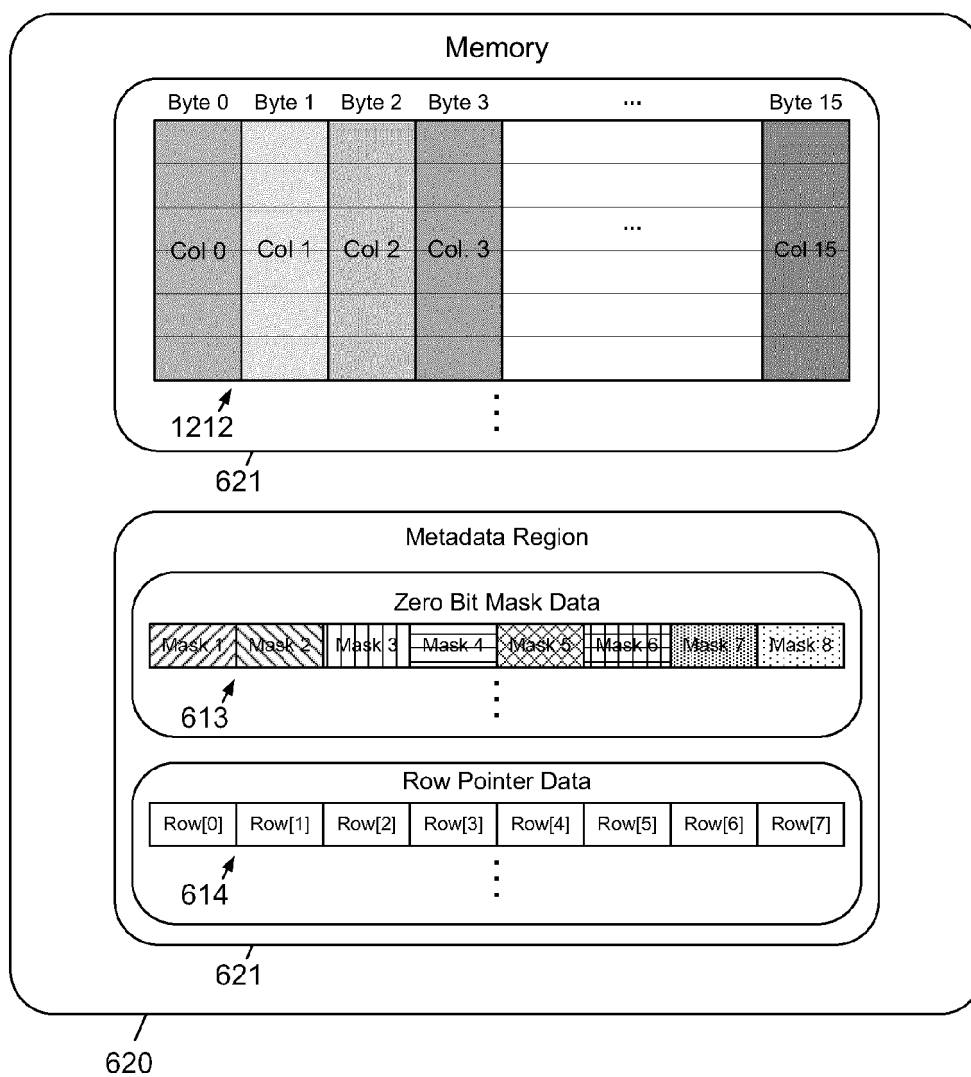 Memory
Byte 0 Byte 1 Byte 2 Byte 3 ... Byte 15
...
Col 0 Col 1 Col 2 Col. 3 Col 15
1212
621
Metadata Region
Zero Bit Mask Data
Mask 1 Mask 2 Mask 3 Mask 4 Mask 5 Mask 6 Mask 7 Mask 8
613
Row Pointer Data
Row[0] Row[1] Row[2] Row[3] Row[4] Row[5] Row[6] Row[7]
614
621
620